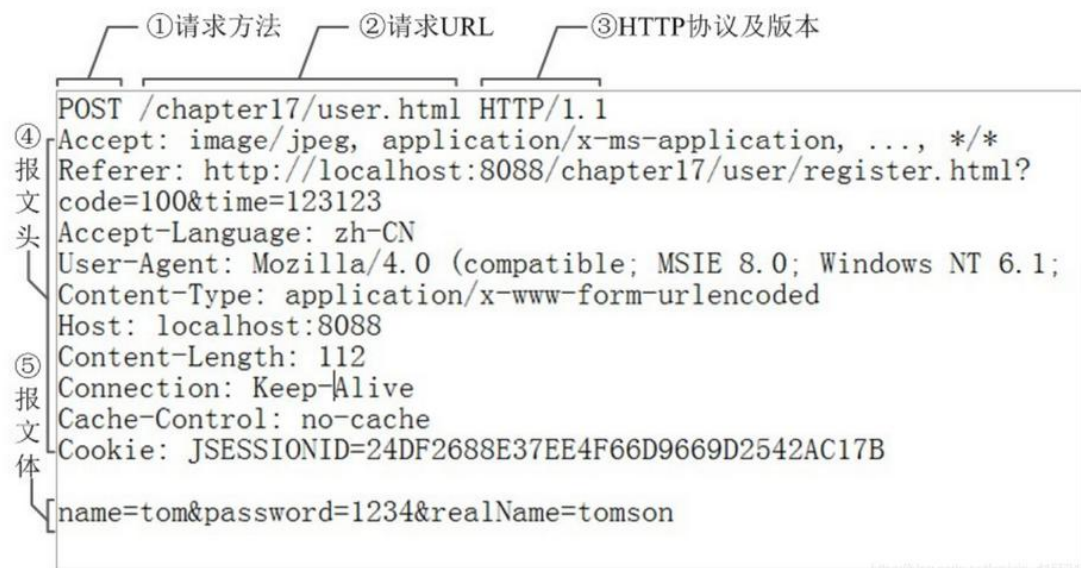 ①请求方法 ②请求URL ③HTTP协议及版本
POST /chapter17/user.html HTTP/1.1
④报文头
Accept: image/jpeg, application/x-ms-application, ..., */*
Referer: http://localhost:8088/chapter17/user/register.html?
code=100&time=123123
Accept-Language: zh-CN
User-Agent: Mozilla/4.0 (compatible; MSIE 8.0; Windows NT 6.1;
Content-Type: application/x-www-form-urlencoded
Host: localhost:8088
Content-Length: 112
Connection: Keep-Alive
Cache-Control: no-cache
Cookie: JSESSIONID=24DF2688E37EE4F66D9669D2542AC17B
⑤报文体
name=tom&password=1234&realName=tomson